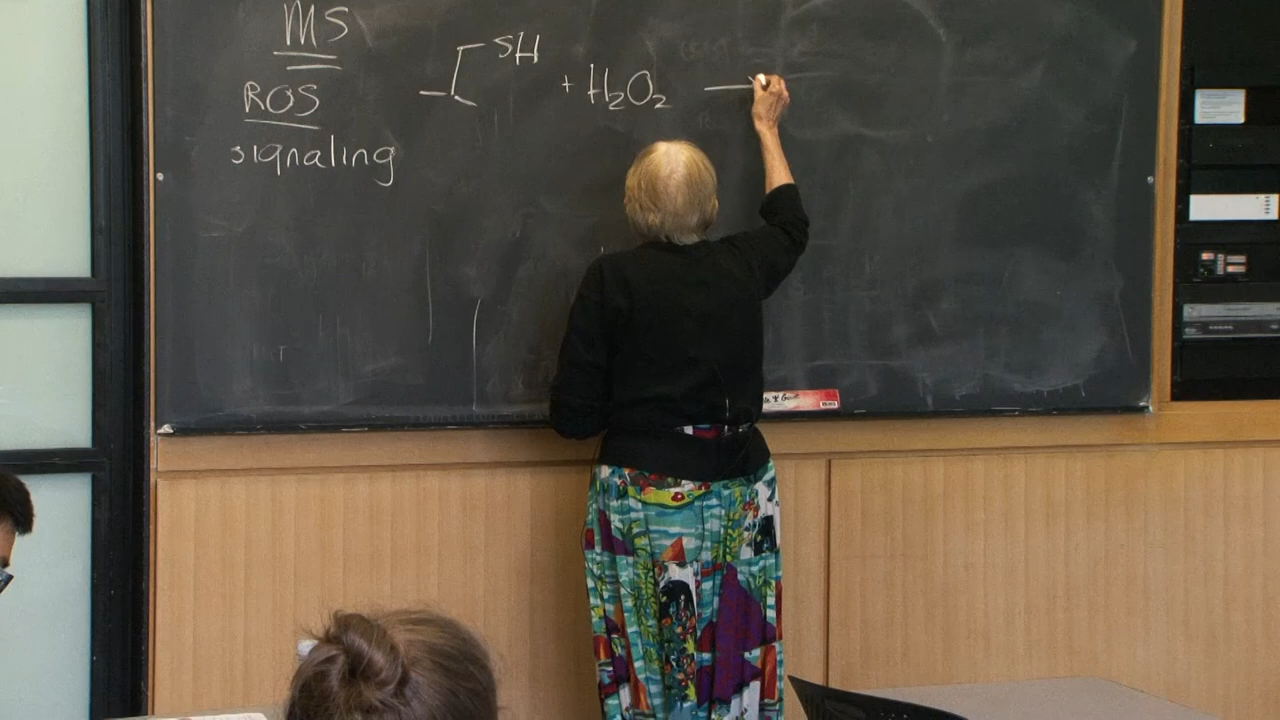 MS
ROS
signaling
SH
+ H₂O₂ →